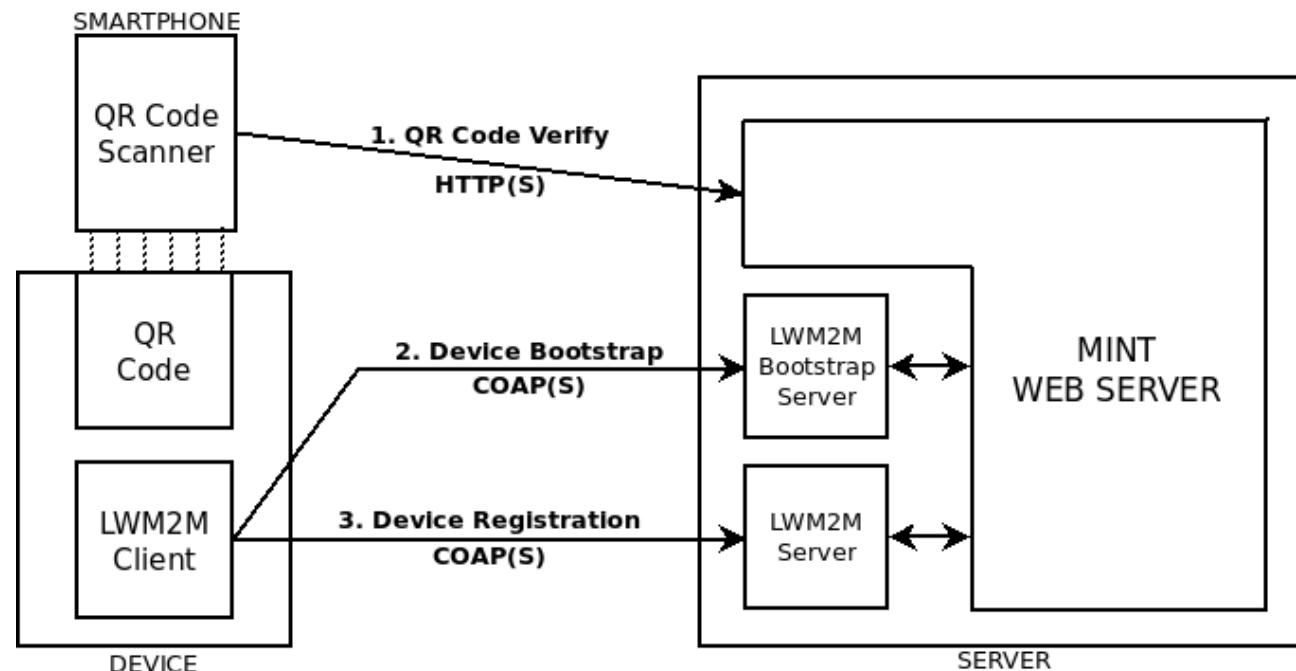 SMARTPHONE
QR Code
Scanner
1. QR Code Verify
HTTP(S)
QR
Code
2. Device Bootstrap
COAP(S)
LWM2M
Bootstrap
Server
MINT
WEB SERVER
LWM2M
Client
3. Device Registration
COAP(S)
LWM2M
Server
DEVICE
SERVER